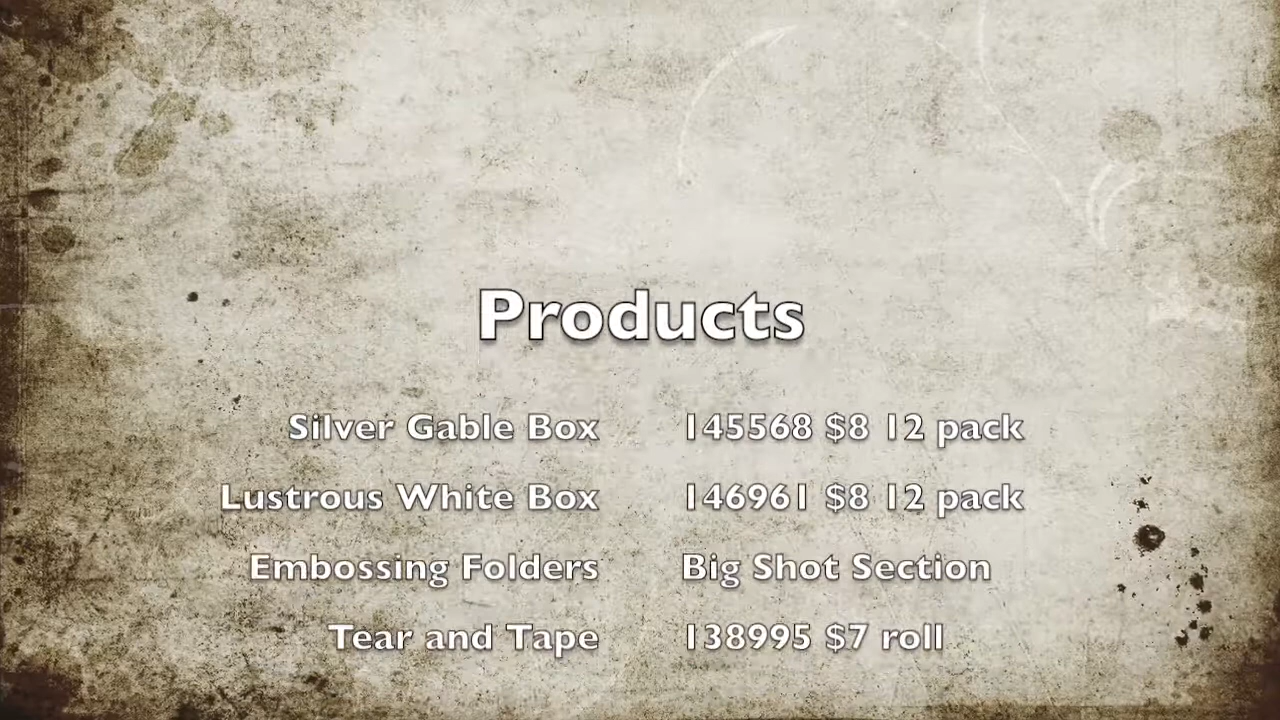 Products
Silver Gable Box 145568 $8 12 pack
Lustrous White Box 146961 $8 12 pack
Embossing Folders Big Shot Section
Tear and Tape 138995 $7 roll